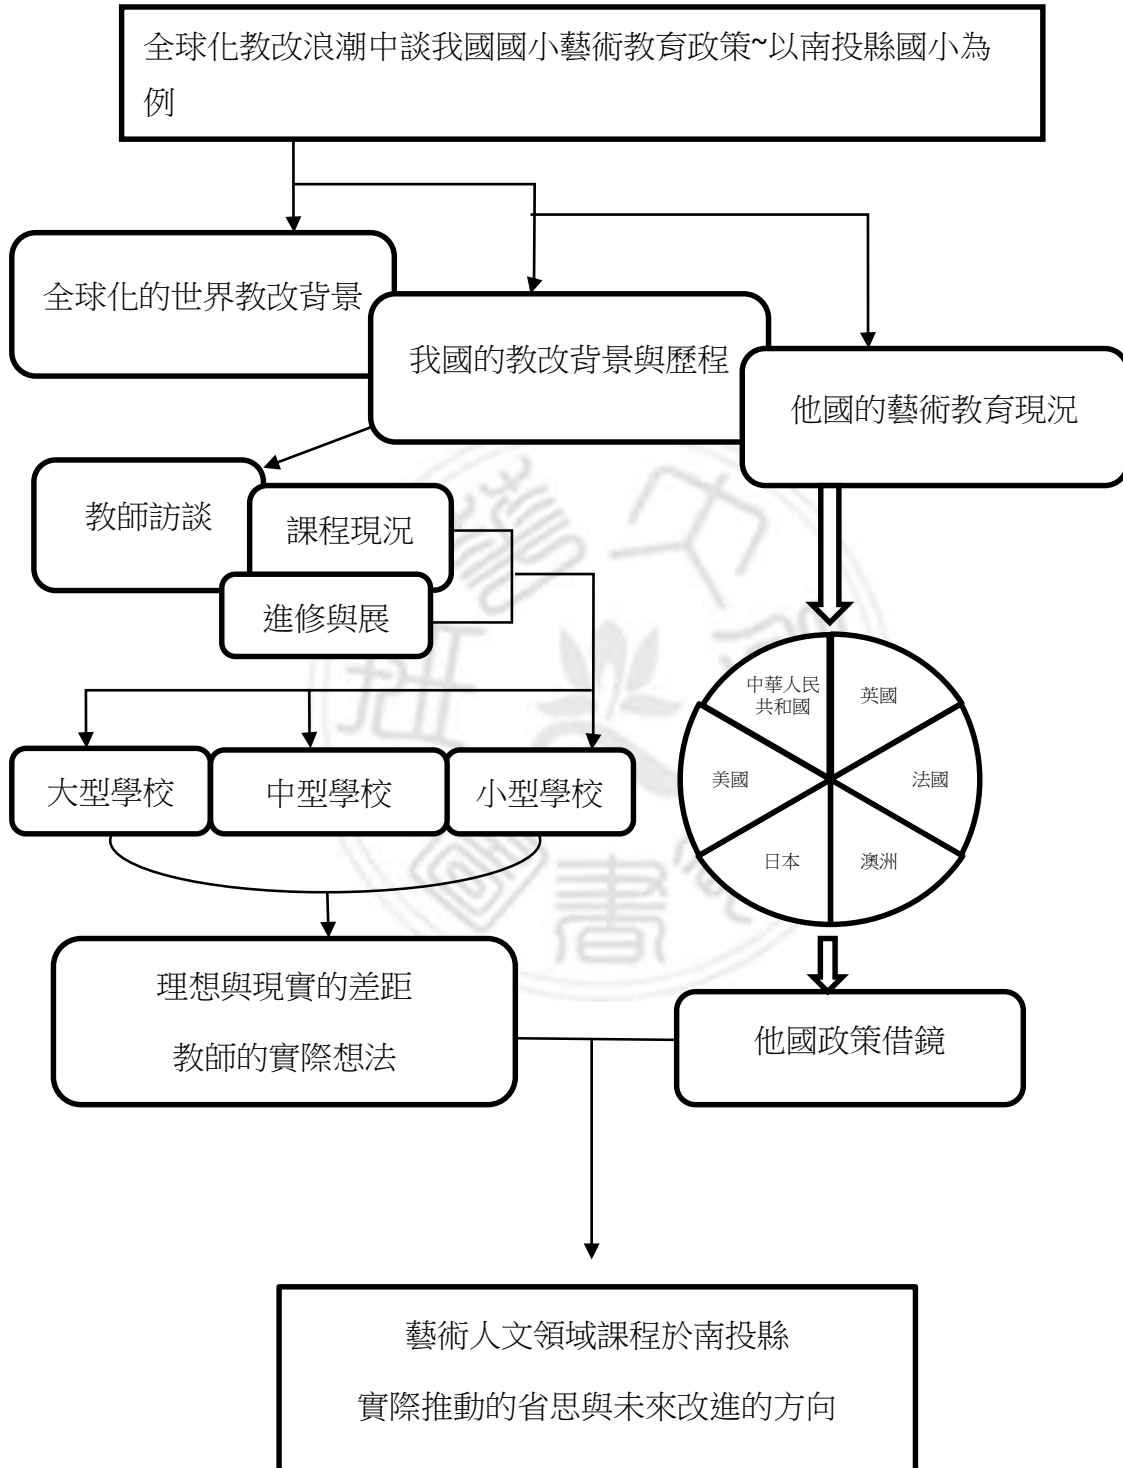 全球化教改浪潮中談我國國小藝術教育政策~以南投縣國小為
例
全球化的世界教改背景
我國的教改背景與歷程
他國的藝術教育現況
教師訪談
課程現況
進修與展
中華人民
共和國
英國
美國
法國
日本
澳洲
大型學校
中型學校
小型學校
理想與現實的差距
教師的實際想法
他國政策借鏡
藝術人文領域課程於南投縣
實際推動的省思與未來改進的方向